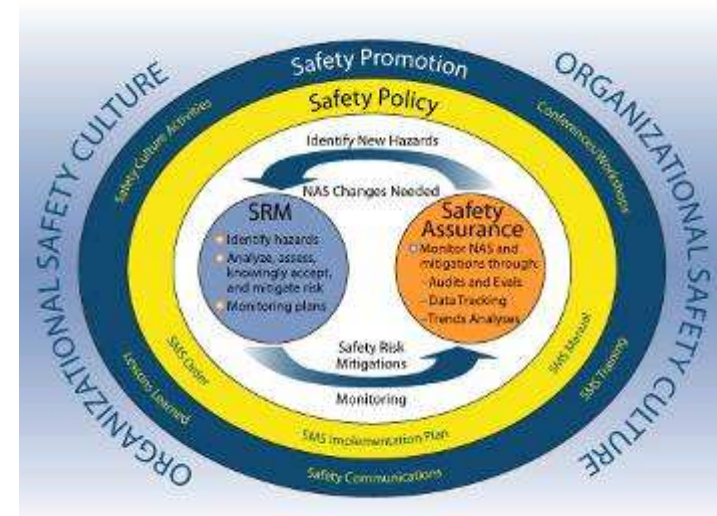 ORGANIZATIONAL SAFETY CULTURE
ORGANIZATIONAL SAFETY CULTURE
Safety Promotion
Safety Culture Activities
Conferences/Workshops
Safety Policy
Identify New Hazards
NAS Changes Needed
SRM
Identify hazards
Analyze, assess,
knowingly accept,
and mitigate risk
Monitoring plans
Safety
Assurance
Monitor NAS and
mitigations through:
-Audits and Evals
-Data Tracking
-Trends Analyses
Safety Risk
Mitigations
Monitoring
SMS Order
SMS Manual
SMS Implementation Plan
Lessons Learned
SMS Training
Safety Communications